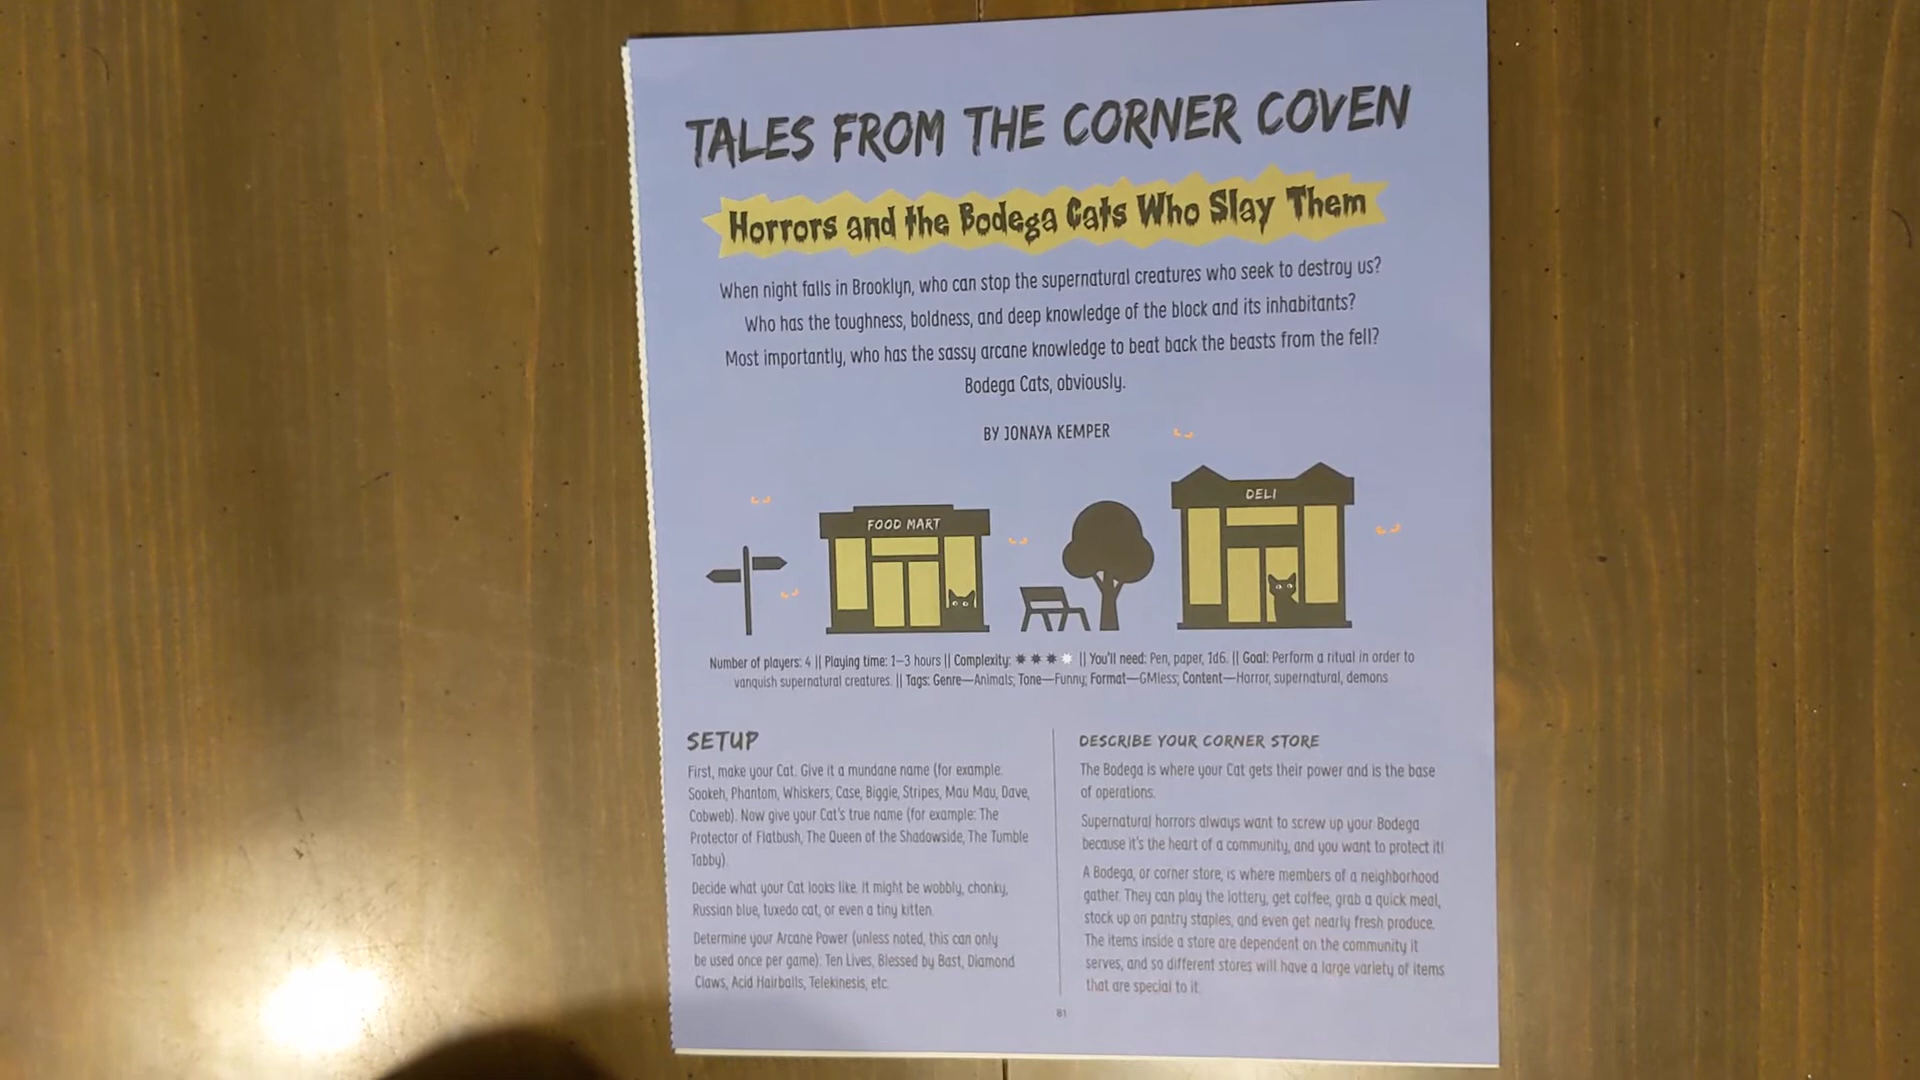 TALES FROM THE CORNER COVEN
Horrors and the Bodega Cats Who Slay Them
When night falls in Brooklyn, who can stop the supernatural creatures who seek to destroy us?
Who has the toughness, boldness, and deep knowledge of the block and its inhabitants?
Most importantly, who has the sassy arcane knowledge to beat back the beasts from the fell?
Bodega Cats, obviously.
BY JONAYA KEMPER
FOOD MART
DELI
Number of players: 4 || Playing time: 1–3 hours || Complexity: || You'll need: Pen, paper, 1d6. || Goal: Perform a ritual in order to
vanquish supernatural creatures. || Tags: Genre—Animals; Tone—Funny; Format—GMless; Content—Horror, supernatural, demons
SETUP
First, make your Cat. Give it a mundane name (for example:
Sookeh, Phantom, Whiskers, Case, Biggie, Stripes, Mau Mau, Dave,
Cobweb). Now give your Cat's true name (for example: The
Protector of Flatbush, The Queen of the Shadowside, The Tumble
Tabby).
Decide what your Cat looks like. It might be wobbly, chonky,
Russian blue, tuxedo cat, or even a tiny kitten.
Determine your Arcane Power (unless noted, this can only
be used once per game): Ten Lives, Blessed by Bast, Diamond
Claws, Acid Hairballs, Telekinesis, etc.
DESCRIBE YOUR CORNER STORE
The Bodega is where your Cat gets their power and is the base
of operations.
Supernatural horrors always want to screw up your Bodega
because it's the heart of a community, and you want to protect it!
A Bodega, or corner store, is where members of a neighborhood
gather. They can play the lottery, get coffee, grab a quick meal,
stock up on pantry staples, and even get nearly fresh produce.
The items inside a store are dependent on the community it
serves, and so different stores will have a large variety of items
that are special to it.
81